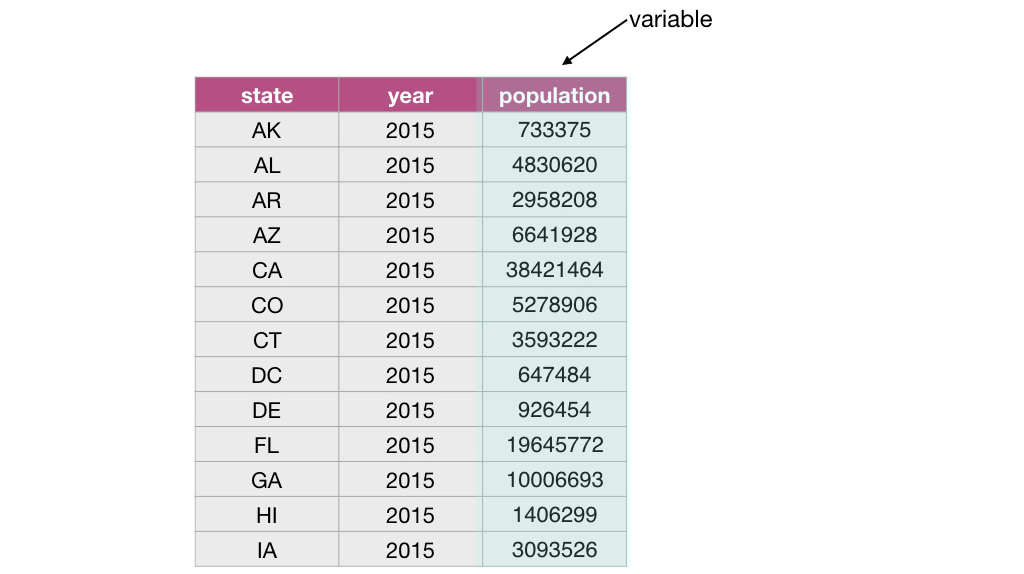 variable
state year population
AK 2015 733375
AL 2015 4830620
AR 2015 2958208
AZ 2015 6641928
CA 2015 38421464
CO 2015 5278906
CT 2015 3593222
DC 2015 647484
DE 2015 926454
FL 2015 19645772
GA 2015 10006693
HI 2015 1406299
IA 2015 3093526